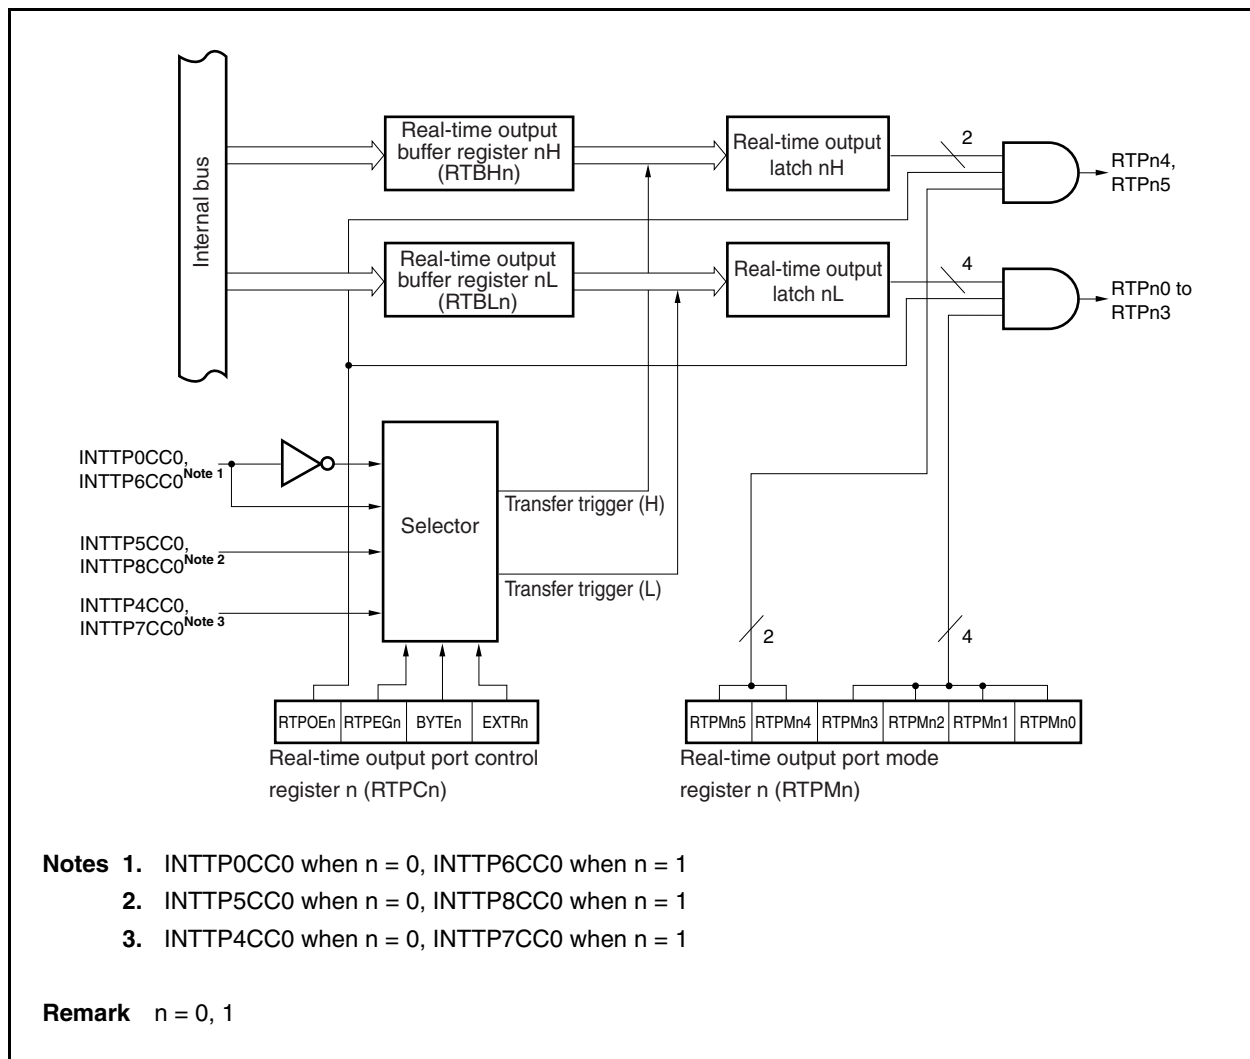 Internal bus
Real-time output
buffer register nH
(RTBHn)
Real-time output
latch nH
2
RTPn4,
RTPn5
Real-time output
buffer register nL
(RTBLn)
Real-time output
latch nL
4
RTPn0 to
RTPn3
INTTP0CC0,
INTTP6CC0Note 1
INTTP5CC0,
INTTP8CC0Note 2
INTTP4CC0,
INTTP7CC0Note 3
Selector
Transfer trigger (H)
Transfer trigger (L)
2
4
RTPOEn RTPEGn BYTEn EXTRn
Real-time output port control
register n (RTPCn)
RTPMn5 RTPMn4 RTPMn3 RTPMn2 RTPMn1 RTPMn0
Real-time output port mode
register n (RTPMn)
Notes 1. INTTP0CC0 when n = 0, INTTP6CC0 when n = 1
2. INTTP5CC0 when n = 0, INTTP8CC0 when n = 1
3. INTTP4CC0 when n = 0, INTTP7CC0 when n = 1
Remark n = 0, 1